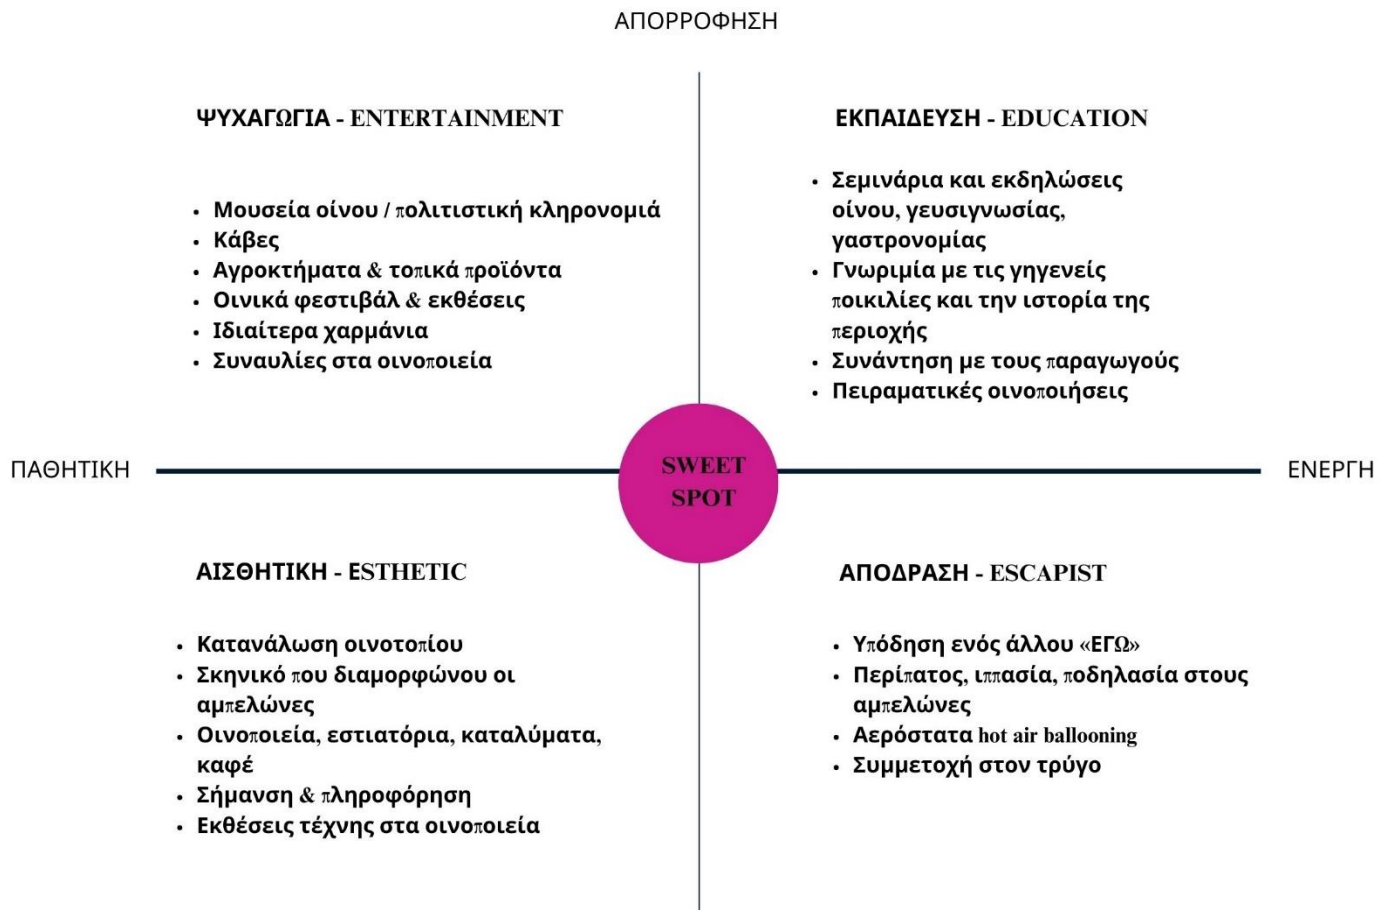 ΑΠΟΡΡΟΦΗΣΗ
ΨΥΧΑΓΩΓΙΑ - ENTERTAINMENT
• Μουσεία οίνου / πολιτιστική κληρονομιά
• Κάβες
• Αγροκτήματα & τοπικά προϊόντα
• Οινικά φεστιβάλ & εκθέσεις
• Ιδιαίτερα χαρμάνια
• Συναυλίες στα οινοποιεία
ΕΚΠΑΙΔΕΥΣΗ - EDUCATION
• Σεμινάρια και εκδηλώσεις
οίνου, γευσιγνωσίας,
γαστρονομίας
• Γνωριμία με τις γηγενείς
ποικιλίες και την ιστορία της
περιοχής
• Συνάντηση με τους παραγωγούς
• Πειραματικές οινοποιήσεις
ΠΑΘΗΤΙΚΗ
SWEET
SPOT
ΕΝΕΡΓΗ
ΑΙΣΘΗΤΙΚΗ - ESTHETIC
• Κατανάλωση οινοτοπίου
• Σκηνικό που διαμορφώνου οι
αμπελώνες
• Οινοποιεία, εστιατόρια, καταλύματα,
καφέ
• Σήμανση & πληροφόρηση
• Εκθέσεις τέχνης στα οινοποιεία
ΑΠΟΔΡΑΣΗ - ESCAPIST
• Υπόδηση ενός άλλου «ΕΓΩ»
• Περίπατος, ιππασία, ποδηλασία στους
αμπελώνες
• Αερόστατα hot air ballooning
• Συμμετοχή στον τρύγο